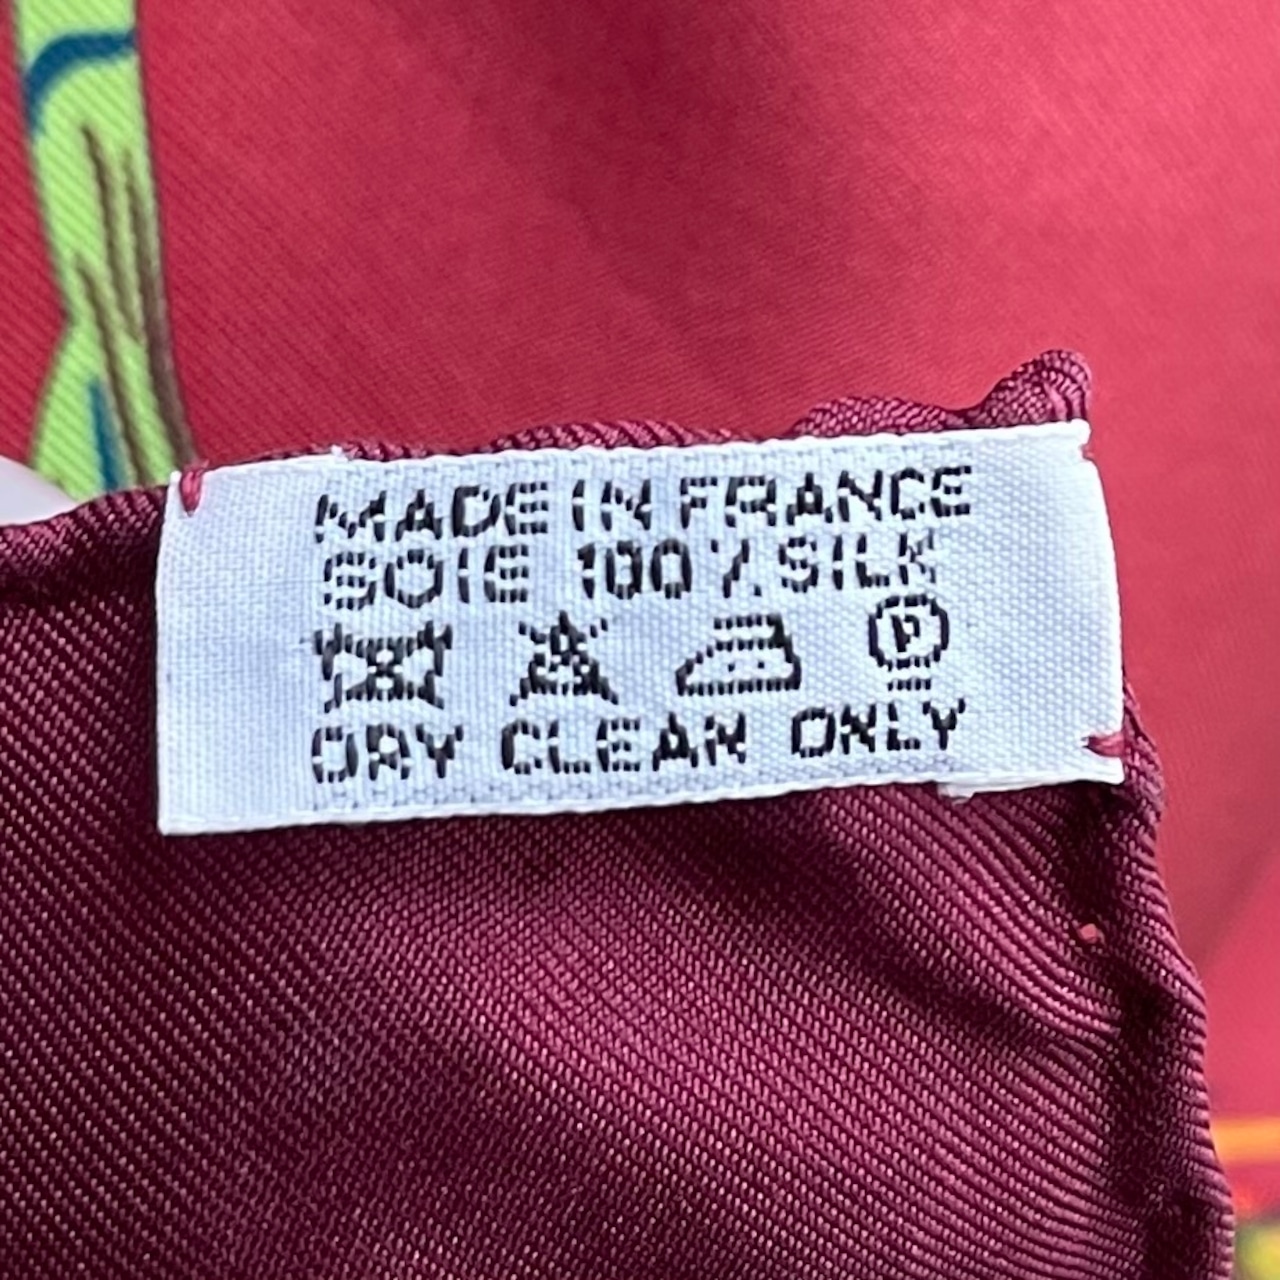 MADE IN FRANCE
SOIE 100% SILK
P
DRY CLEAN ONLY